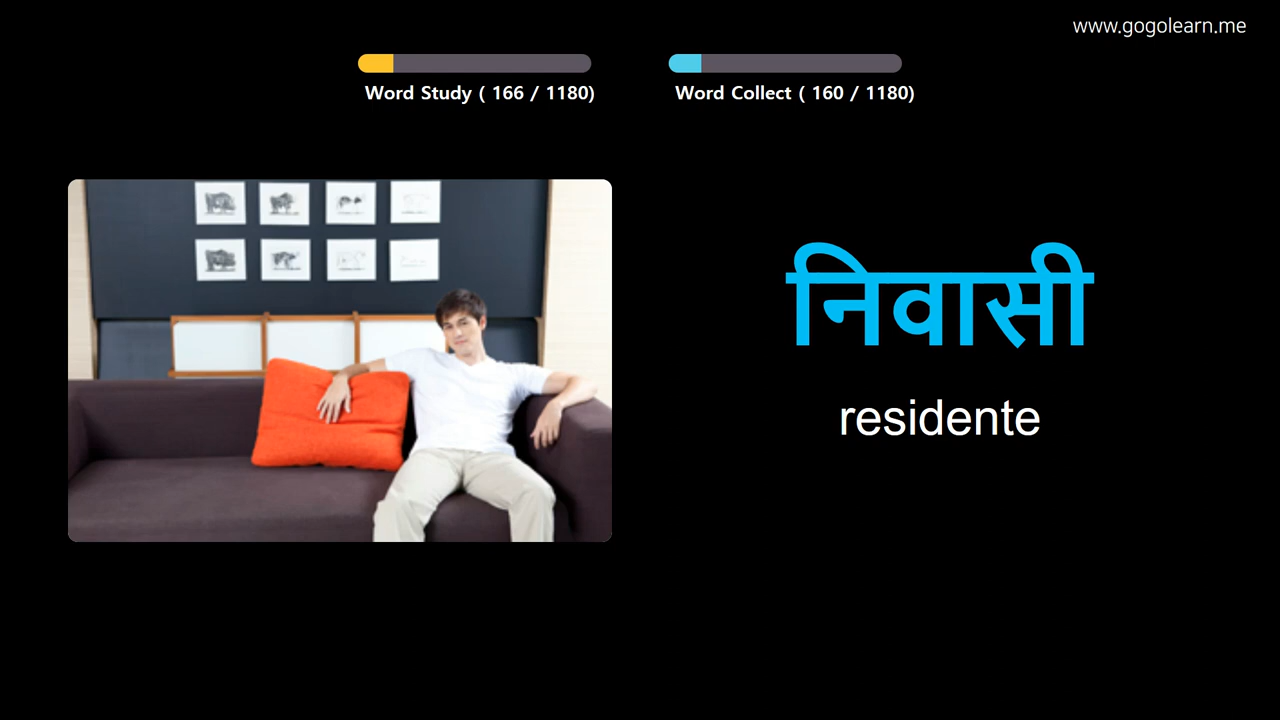 www.gogolearn.me
Word Study ( 166 / 1180)
Word Collect ( 160 / 1180)
निवासी
residente